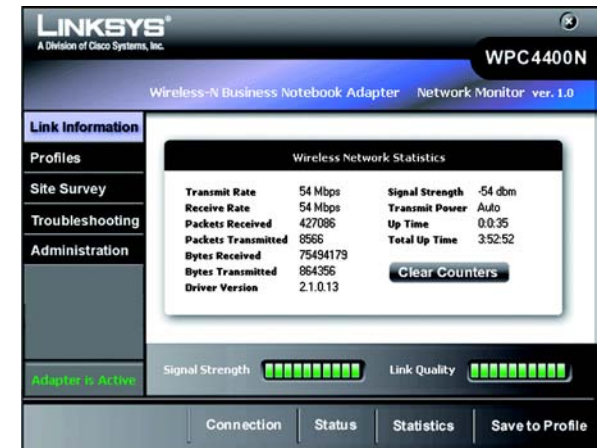 LINKSYS®
A Division of Cisco Systems, Inc.
WPC4400N
Wireless-N Business Notebook Adapter Network Monitor ver. 1.0
Link Information
Profiles
Site Survey
Troubleshooting
Administration
Wireless Network Statistics
Transmit Rate 54 Mbps
Receive Rate 54 Mbps
Packets Received 427086
Packets Transmitted 8566
Bytes Received 75494179
Bytes Transmitted 864356
Driver Version 2.1.0.13
Signal Strength -54 dbm
Transmit Power Auto
Up Time 0:0:35
Total Up Time 3:52:52
Clear Counters
Adapter is Active
Signal Strength
Link Quality
Connection Status Statistics Save to Profile